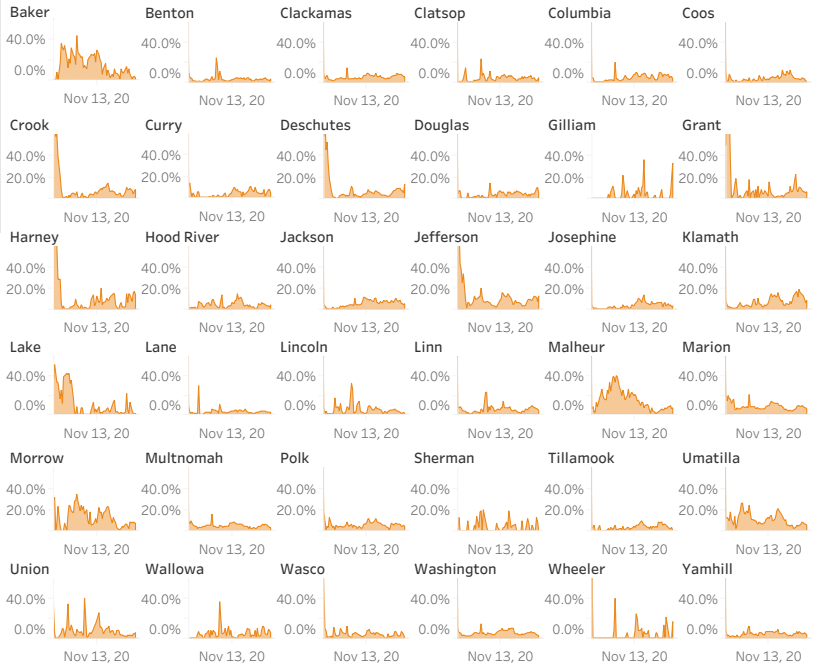 Baker Benton Clackamas Clatsop Columbia Coos
40.0% 40.0% 40.0% 40.0% 40.0% 40.0%
0.0% 0.0% 0.0% 0.0% 0.0% 0.0%
Nov 13, 20 Nov 13, 20 Nov 13, 20 Nov 13, 20 Nov 13, 20 Nov 13, 20
Crook Curry Deschutes Douglas Gilliam Grant
40.0% 40.0% 40.0% 40.0% 40.0% 40.0%
20.0% 20.0% 20.0% 20.0% 20.0% 20.0%
Nov 13, 20 Nov 13, 20 Nov 13, 20 Nov 13, 20 Nov 13, 20 Nov 13, 20
Harney Hood River Jackson Jefferson Josephine Klamath
40.0% 40.0% 40.0% 40.0% 40.0% 40.0%
20.0% 20.0% 20.0% 20.0% 20.0% 20.0%
Nov 13, 20 Nov 13, 20 Nov 13, 20 Nov 13, 20 Nov 13, 20 Nov 13, 20
Lake Lane Lincoln Linn Malheur Marion
40.0% 40.0% 40.0% 40.0% 40.0% 40.0%
0.0% 0.0% 0.0% 0.0% 0.0% 0.0%
Nov 13, 20 Nov 13, 20 Nov 13, 20 Nov 13, 20 Nov 13, 20 Nov 13, 20
Morrow Multnomah Polk Sherman Tillamook Umatilla
40.0% 40.0% 40.0% 40.0% 40.0% 40.0%
20.0% 20.0% 20.0% 20.0% 20.0% 20.0%
Nov 13, 20 Nov 13, 20 Nov 13, 20 Nov 13, 20 Nov 13, 20 Nov 13, 20
Union Wallowa Wasco Washington Wheeler Yamhill
40.0% 40.0% 40.0% 40.0% 40.0% 40.0%
0.0% 0.0% 0.0% 0.0% 0.0% 0.0%
Nov 13, 20 Nov 13, 20 Nov 13, 20 Nov 13, 20 Nov 13, 20 Nov 13, 20